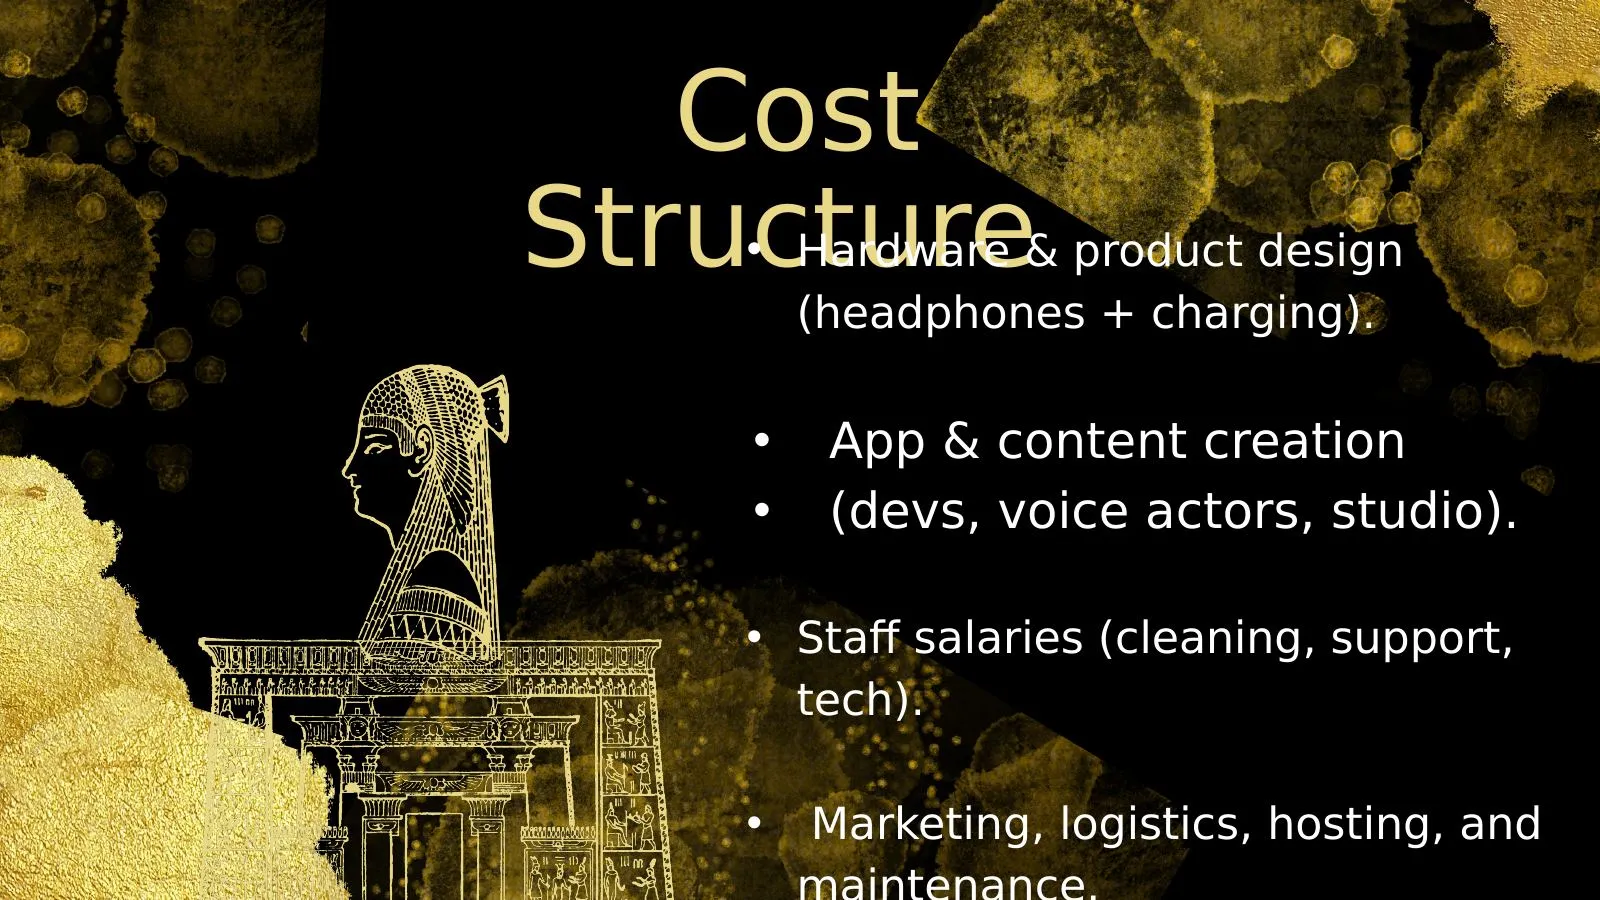 Cost
Structure
• Hardware & product design
(headphones + charging).
• App & content creation
• (devs, voice actors, studio).
• Staff salaries (cleaning, support,
tech).
• Marketing, logistics, hosting, and
maintenance.